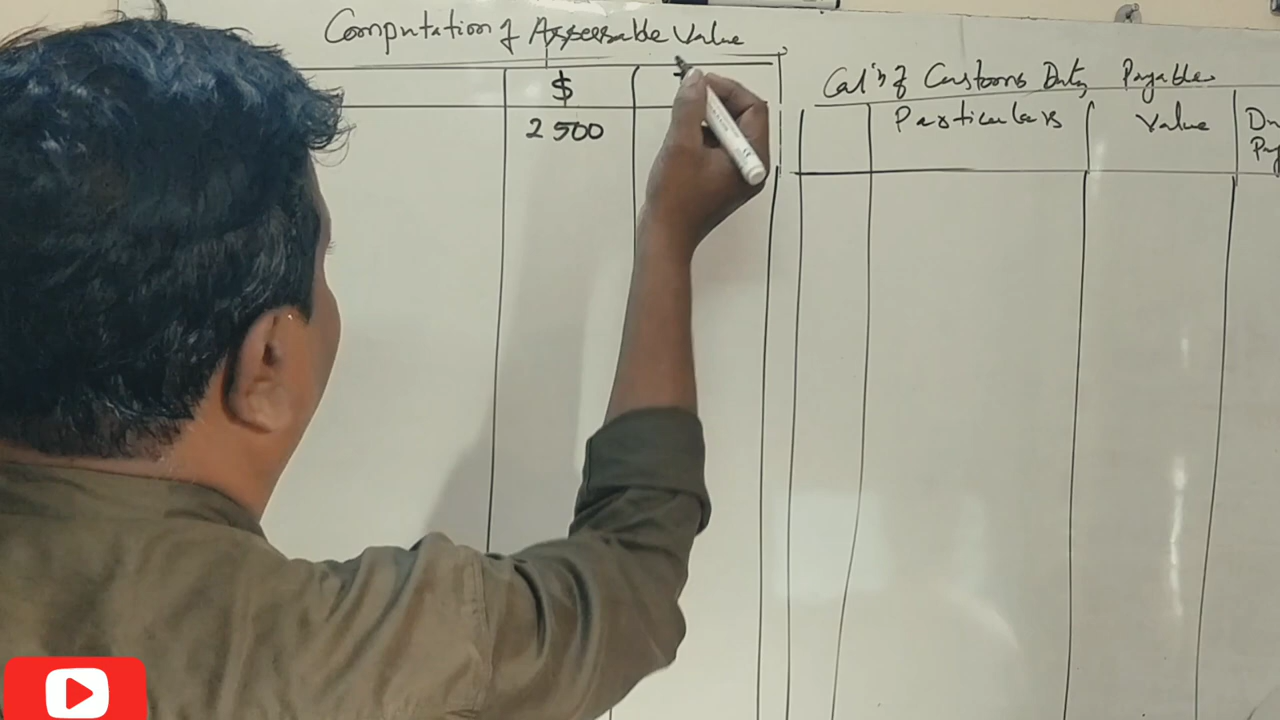 Computation of Assessable Value
$
2500
Cal'n of Customs Duty Payable
Particulars
Value